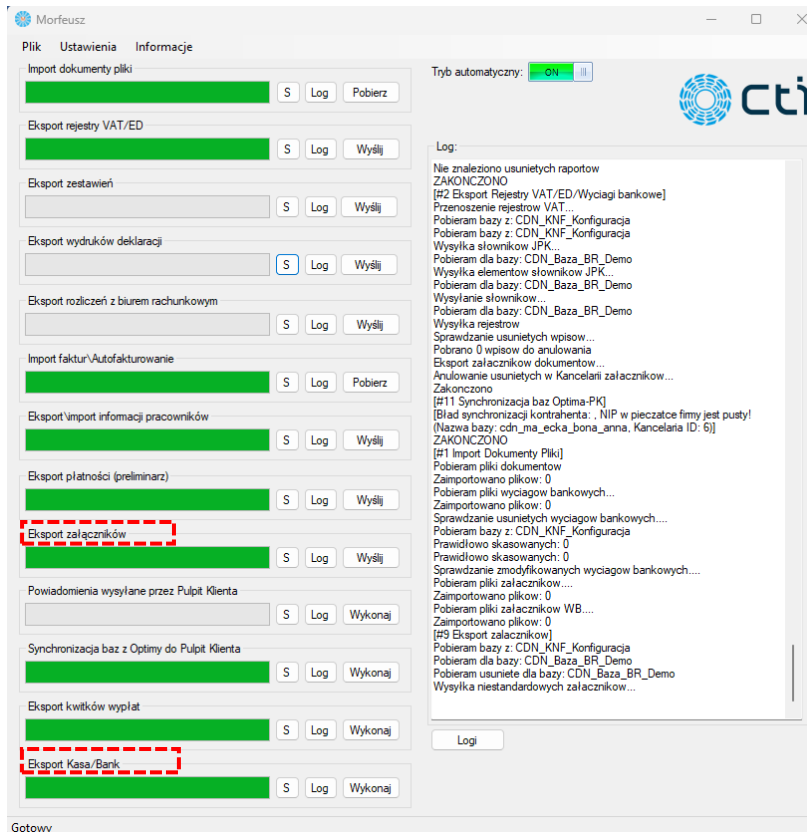 Morfeusz
Plik Ustawienia Informacje
Import dokumenty pliki
S Log Pobierz
Eksport rejestry VAT/ED
S Log Wyślij
Eksport zestawień
S Log Wyślij
Eksport wydruków deklaracji
S Log Wyślij
Eksport rozliczeń z biurem rachunkowym
S Log Wyślij
Import faktur\Autofakturowanie
S Log Pobierz
Eksport\import informacji pracowników
S Log Wyślij
Eksport płatności (preliminarz)
S Log Wyślij
Eksport załączników
S Log Wyślij
Powiadomienia wysyłane przez Pulpit Klienta
S Log Wykonaj
Synchronizacja baz z Optimy do Pulpit Klienta
S Log Wykonaj
Eksport kwitków wypłat
S Log Wykonaj
Eksport Kasa/Bank
S Log Wykonaj
Tryb automatyczny: ON
cti
Log:
Nie znaleziono usunietych raportow
ZAKONCZONO
[#2 Eksport Rejestry VAT/ED/Wyciagi bankowe]
Przenoszenie rejestrow VAT...
Pobieram bazy z: CDN_KNF_Konfiguracja
Pobieram bazy z: CDN_KNF_Konfiguracja
Wysyłka słownikow JPK...
Pobieram dla bazy: CDN_Baza_BR_Demo
Wysyłka elementow słownikow JPK...
Pobieram dla bazy: CDN_Baza_BR_Demo
Wysyłanie słownikow...
Pobieram dla bazy: CDN_Baza_BR_Demo
Wysyłka rejestrow
Sprawdzanie usunietych wpisow...
Pobrano 0 wpisow do anulowania
Eksport załacznikow dokumentow...
Anulowanie usunietych w Kancelarii załacznikow...
Zakonczono
[#11 Synchronizacja baz Optima-PK]
[Bład synchronizacji kontrahenta: , NIP w pieczatce firmy jest pusty!
(Nazwa bazy: cdn_ma_ecka_bona_anna, Kancelaria ID: 6)]
ZAKONCZONO
[#1 Import Dokumenty Pliki]
Pobieram pliki dokumentow
Zaimportowano plikow: 0
Pobieram pliki wyciagow bankowych...
Zaimportowano plikow: 0
Sprawdzanie usunietych wyciagow bankowych....
Pobieram bazy z: CDN_KNF_Konfiguracja
Prawidłowo skasowanych: 0
Prawidłowo skasowanych: 0
Sprawdzanie zmodyfikowanych wyciagow bankowych....
Pobieram pliki załacznikow....
Zaimportowano plikow: 0
Pobieram pliki załacznikow WB....
Zaimportowano plikow: 0
[#9 Eksport zalacznikow]
Pobieram bazy z: CDN_KNF_Konfiguracja
Pobieram dla bazy: CDN_Baza_BR_Demo
Pobieram usuniete dla bazy: CDN_Baza_BR_Demo
Wysyłka niestandardowych załacznikow...
Logi
Gotowy